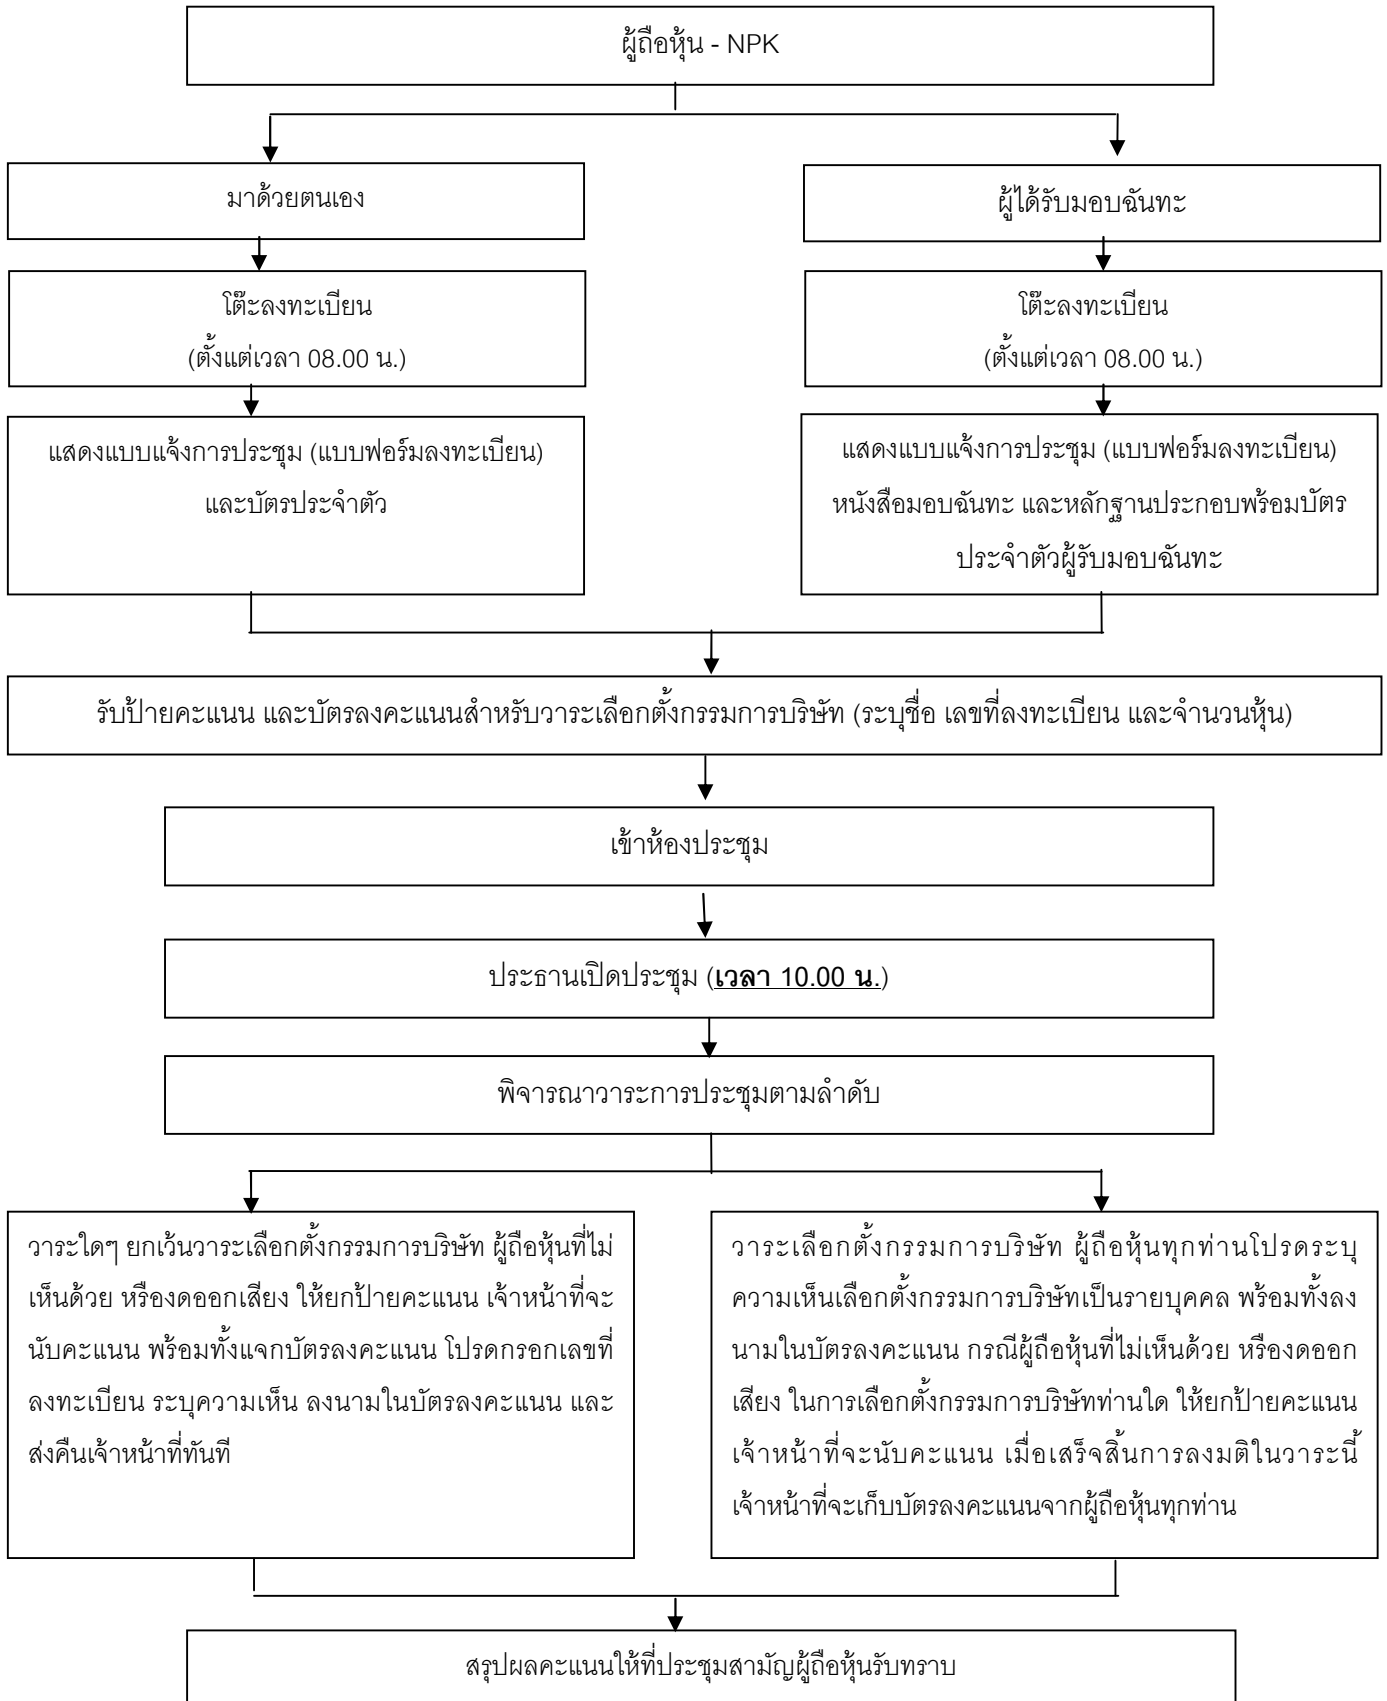 ผู้ถือหุ้น - NPK
มาด้วยตนเอง
ผู้ได้รับมอบฉันทะ
โต๊ะลงทะเบียน
(ตั้งแต่เวลา 08.00 น.)
โต๊ะลงทะเบียน
(ตั้งแต่เวลา 08.00 น.)
แสดงแบบแจ้งการประชุม (แบบฟอร์มลงทะเบียน)
และบัตรประจำตัว
แสดงแบบแจ้งการประชุม (แบบฟอร์มลงทะเบียน)
หนังสือมอบฉันทะ และหลักฐานประกอบพร้อมบัตร
ประจำตัวผู้รับมอบฉันทะ
รับป้ายคะแนน และบัตรลงคะแนนสำหรับวาระเลือกตั้งกรรมการบริษัท (ระบุชื่อ เลขที่ลงทะเบียน และจำนวนหุ้น)
เข้าห้องประชุม
ประธานเปิดประชุม (เวลา 10.00 น.)
พิจารณาวาระการประชุมตามลำดับ
วาระใดๆ ยกเว้นวาระเลือกตั้งกรรมการบริษัท ผู้ถือหุ้นที่ไม่
เห็นด้วย หรืองดออกเสียง ให้ยกป้ายคะแนน เจ้าหน้าที่จะ
นับคะแนน พร้อมทั้งแจกบัตรลงคะแนน โปรดกรอกเลขที่
ลงทะเบียน ระบุความเห็น ลงนามในบัตรลงคะแนน และ
ส่งคืนเจ้าหน้าที่ทันที
วาระเลือกตั้งกรรมการบริษัท ผู้ถือหุ้นทุกท่านโปรดระบุ
ความเห็นเลือกตั้งกรรมการบริษัทเป็นรายบุคคล พร้อมทั้งลง
นามในบัตรลงคะแนน กรณีผู้ถือหุ้นที่ไม่เห็นด้วย หรืองดออก
เสียง ในการเลือกตั้งกรรมการบริษัทท่านใด ให้ยกป้ายคะแนน
เจ้าหน้าที่จะนับคะแนน เมื่อเสร็จสิ้นการลงมติในวาระนี้
เจ้าหน้าที่จะเก็บบัตรลงคะแนนจากผู้ถือหุ้นทุกท่าน
สรุปผลคะแนนให้ที่ประชุมสามัญผู้ถือหุ้นรับทราบ